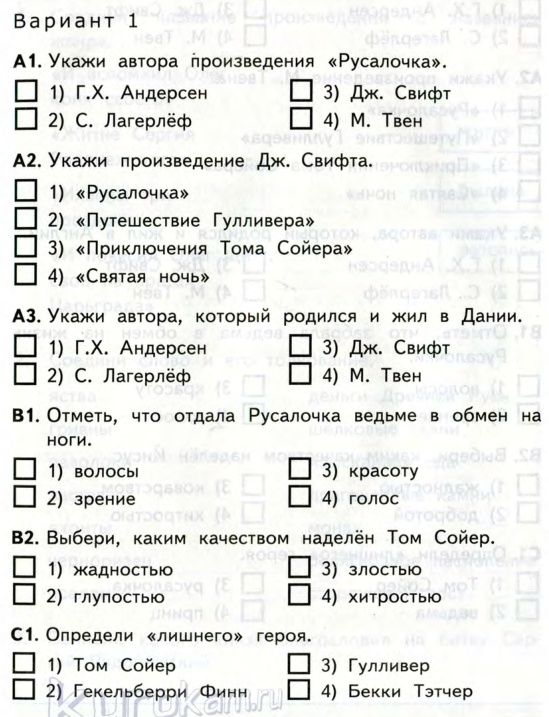 Вариант 1
А1. Укажи автора произведения «Русалочка».
1) Г.Х. Андерсен 3) Дж. Свифт
2) С. Лагерлёф 4) М. Твен
А2. Укажи произведение Дж. Свифта.
1) «Русалочка»
2) «Путешествие Гулливера»
3) «Приключения Тома Сойера»
4) «Святая ночь»
А3. Укажи автора, который родился и жил в Дании.
1) Г.Х. Андерсен 3) Дж. Свифт
2) С. Лагерлёф 4) М. Твен
В1. Отметь, что отдала Русалочка ведьме в обмен на
ноги.
1) волосы 3) красоту
2) зрение 4) голос
В2. Выбери, каким качеством наделён Том Сойер.
1) жадностью 3) злостью
2) глупостью 4) хитростью
С1. Определи «лишнего» героя.
1) Том Сойер 3) Гулливер
2) Гекельберри Финн 4) Бекки Тэтчер